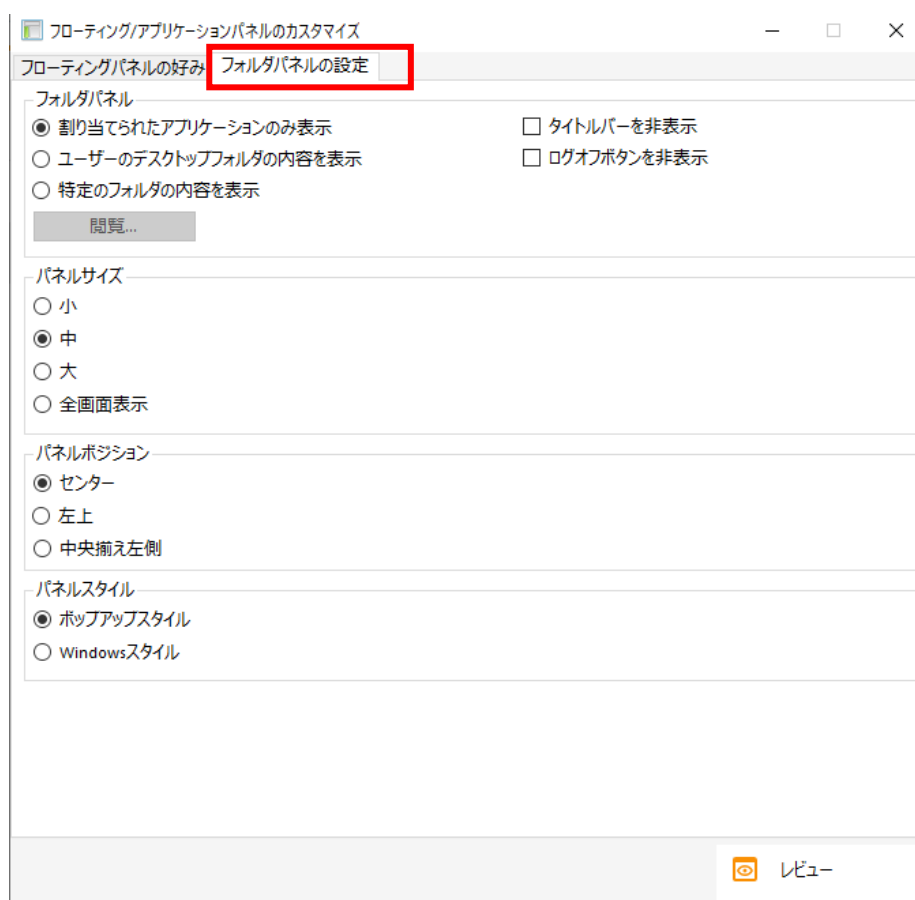 フローティング/アプリケーションパネルのカスタマイズ
フローティングパネルの好み フォルダパネルの設定
フォルダパネル
割り当てられたアプリケーションのみ表示 タイトルバーを非表示
ユーザーのデスクトップフォルダの内容を表示 ログオフボタンを非表示
特定のフォルダの内容を表示
閲覧...
パネルサイズ
小
中
大
全画面表示
パネルポジション
センター
左上
中央揃え左側
パネルスタイル
ポップアップスタイル
Windowsスタイル
レビュー